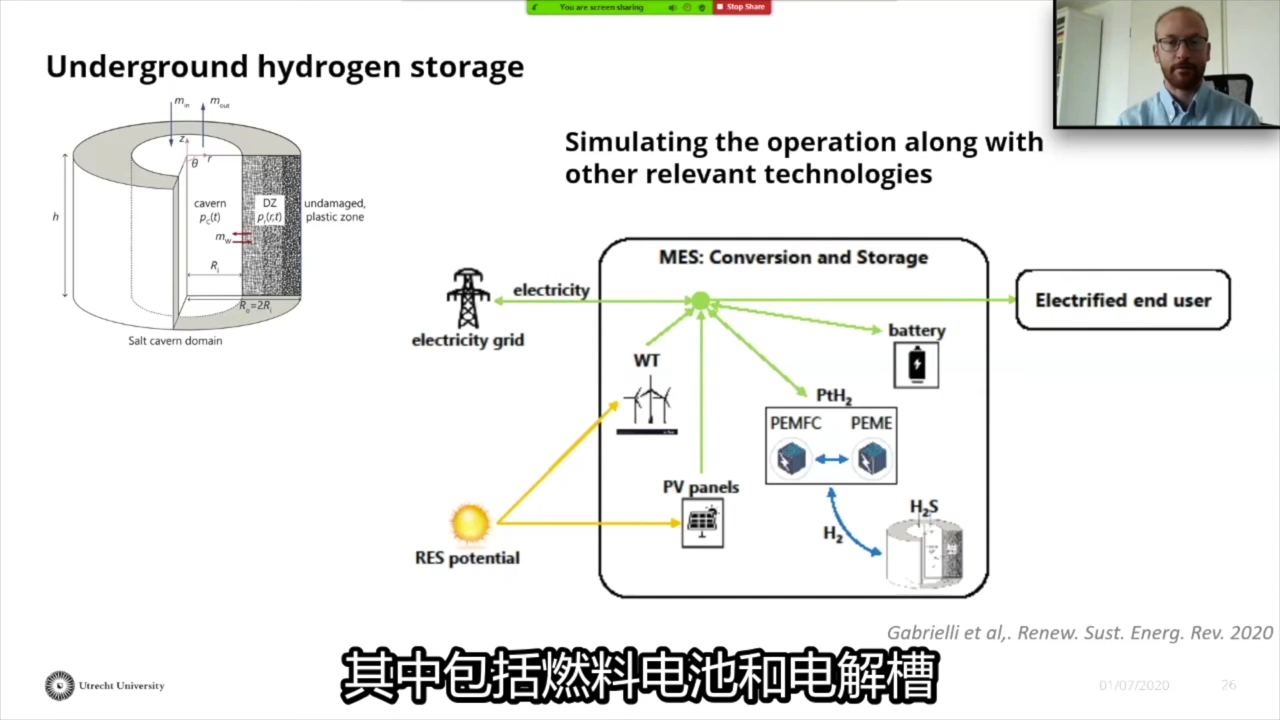 You are screen sharing
Stop Share
Underground hydrogen storage
m_in m_out
z
θ r
h
cavern
p_c(t)
DZ
p_i(r,t)
undamaged,
plastic zone
m_w
R_i
R_o=2R_i
Salt cavern domain
Simulating the operation along with
other relevant technologies
MES: Conversion and Storage
electricity
electricity grid
Electrified end user
battery
WT
PtH₂
PEMFC PEME
PV panels
H₂S
H₂
RES potential
Gabrielli et al,. Renew. Sust. Energ. Rev. 2020
其中包括燃料电池和电解槽
Utrecht University
01/07/2020
26